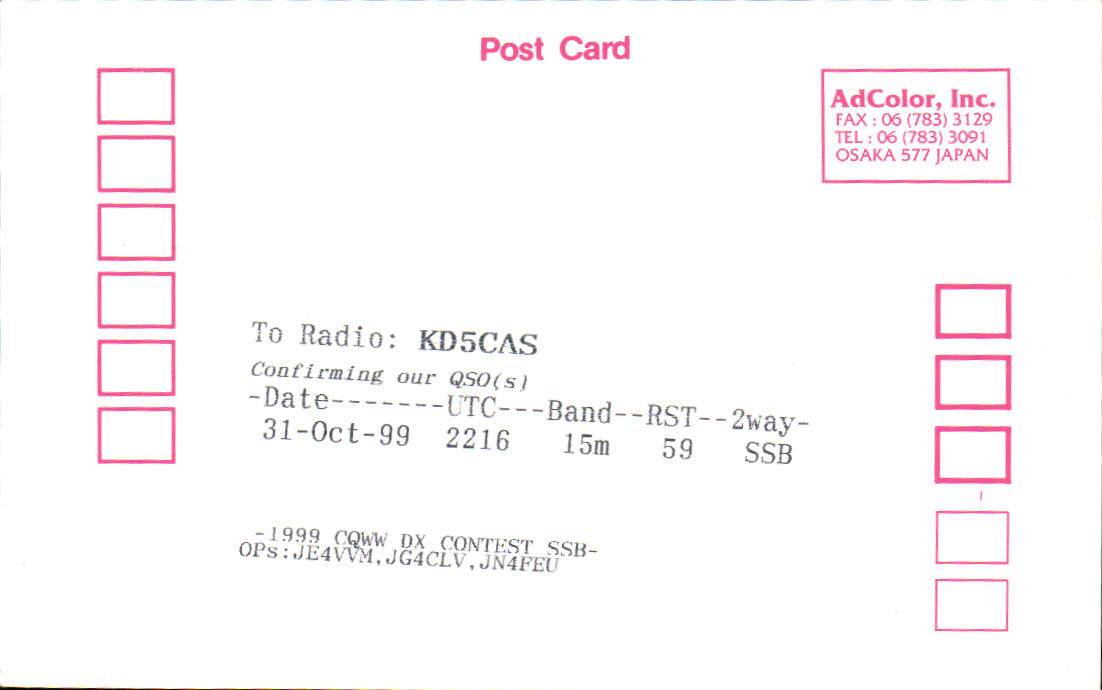 Post Card
AdColor, Inc.
FAX : 06 (783) 3129
TEL : 06 (783) 3091
OSAKA 577 JAPAN
To Radio: KD5CAS
Confirming our QSO(s)
-Date-------UTC---Band--RST--2way-
31-Oct-99 2216 15m 59 SSB
-1999 CQWW DX CONTEST SSB-
OPs:JE4VVM,JG4CLV,JN4FEU